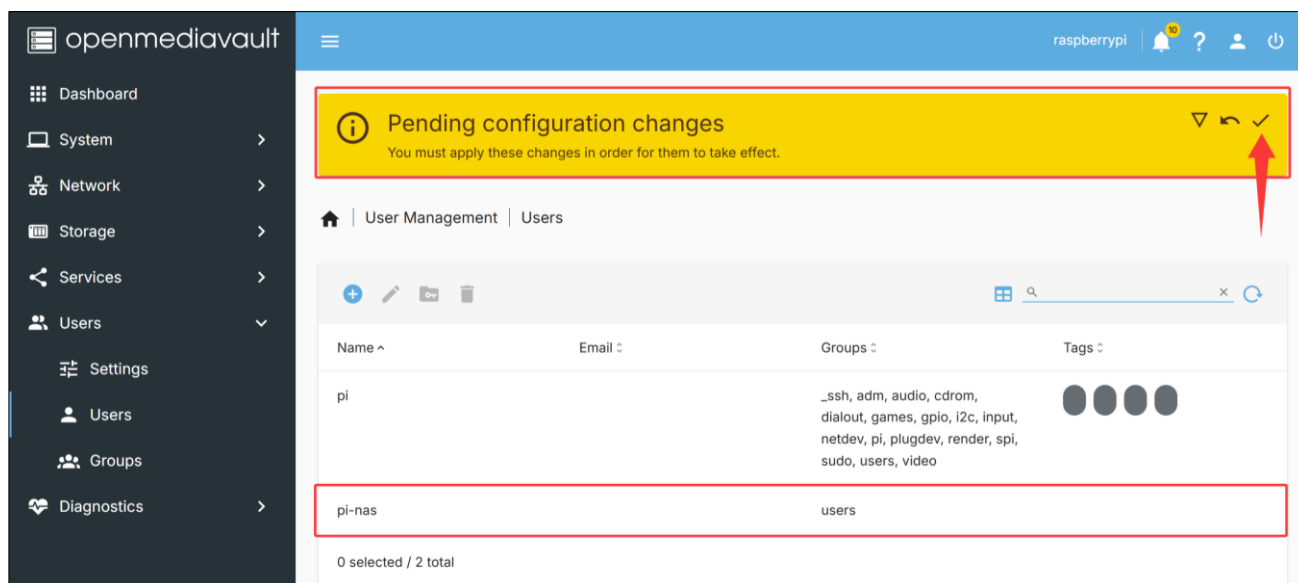 openmediavault
raspberrypi
10
?
Dashboard
System
Network
Storage
Services
Users
Settings
Users
Groups
Diagnostics
Pending configuration changes
You must apply these changes in order for them to take effect.
User Management | Users
Name
Email
Groups
Tags
pi
_ssh, adm, audio, cdrom,
dialout, games, gpio, i2c, input,
netdev, pi, plugdev, render, spi,
sudo, users, video
pi-nas
users
0 selected / 2 total